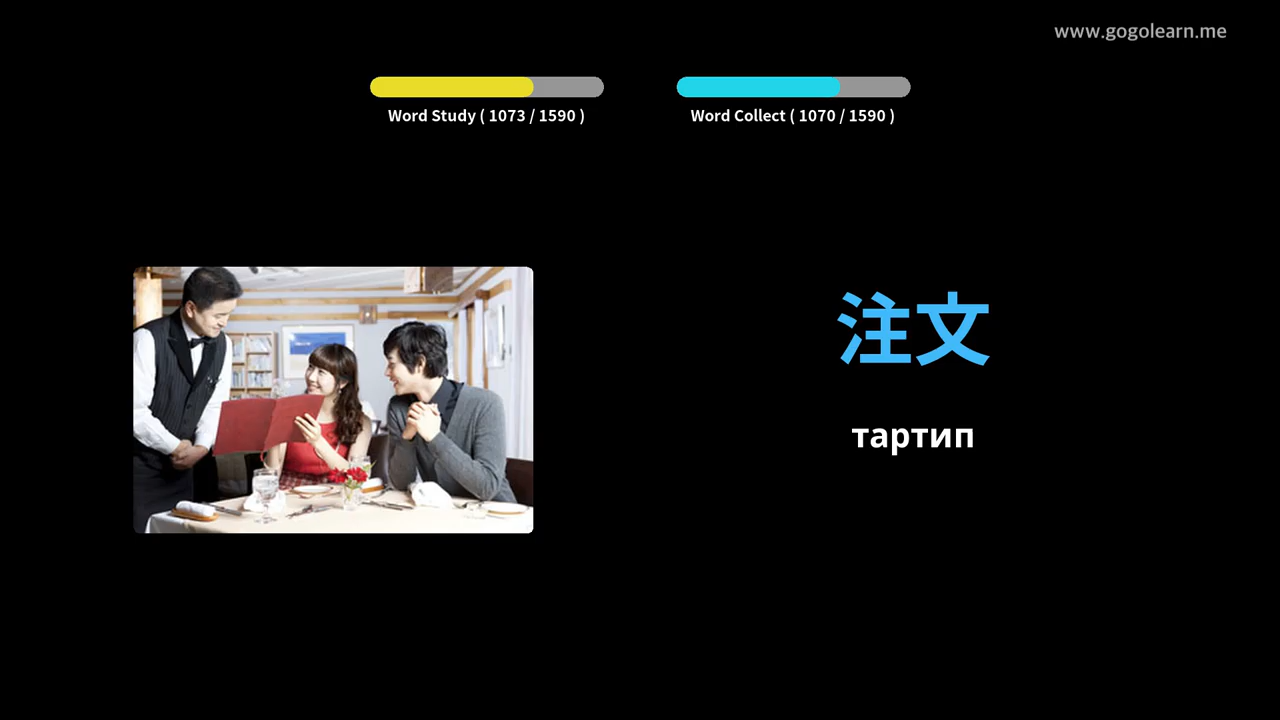 www.gogolearn.me
Word Study ( 1073 / 1590 )
Word Collect ( 1070 / 1590 )
注文
тартип